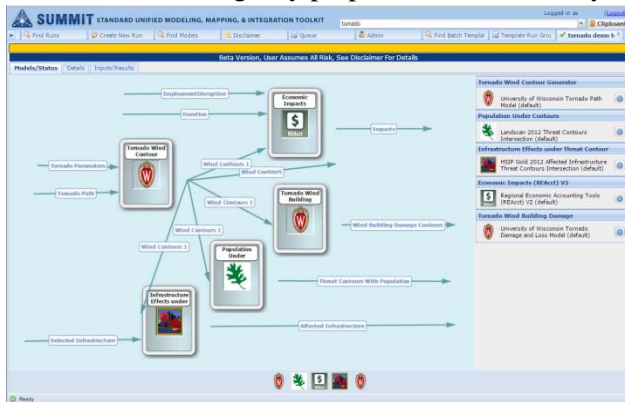 SUMMIT STANDARD UNIFIED MODELING, MAPPING, & INTEGRATION TOOLKIT
Logged in as (Logout)
tornado
Clipboard
Find Runs
Create New Run
Find Models
Disclaimer
Queue
Admin
Find Batch Templat
Template Run Grou
tornado demo t
Beta Version, User Assumes All Risk, See Disclaimer For Details
Models/Status
Details
Inputs/Results
EmploymentDisruption
Duration
Economic
Impacts
$
REAct
Impacts
Tornado Wind
Contour
Tornado Parameters
Tornado Path
Wind Contours 1
Wind Contours
Wind Contours 1
Wind Contours 1
Wind Contours 1
Tornado Wind
Building
Wind Building Damage Contours
Population
Under
Threat Contours With Population
Infrastructure
Effects under
Selected Infrastructure
Affected Infrastructure
Tornado Wind Contour Generator
University of Wisconsin Tornado Path
Model (default)
Population Under Contours
Landscan 2012 Threat Contours
Intersection (default)
Infrastructure Effects under Threat Contour
HSIP Gold 2012 Affected Infrastructure
Threat Contours Intersection (default)
Economic Impacts (REAcct) V2
Regional Economic Accounting Tools
(REAcct) V2 (default)
Tornado Wind Building Damage
University of Wisconsin Tornado
Damage and Loss Model (default)
Ready